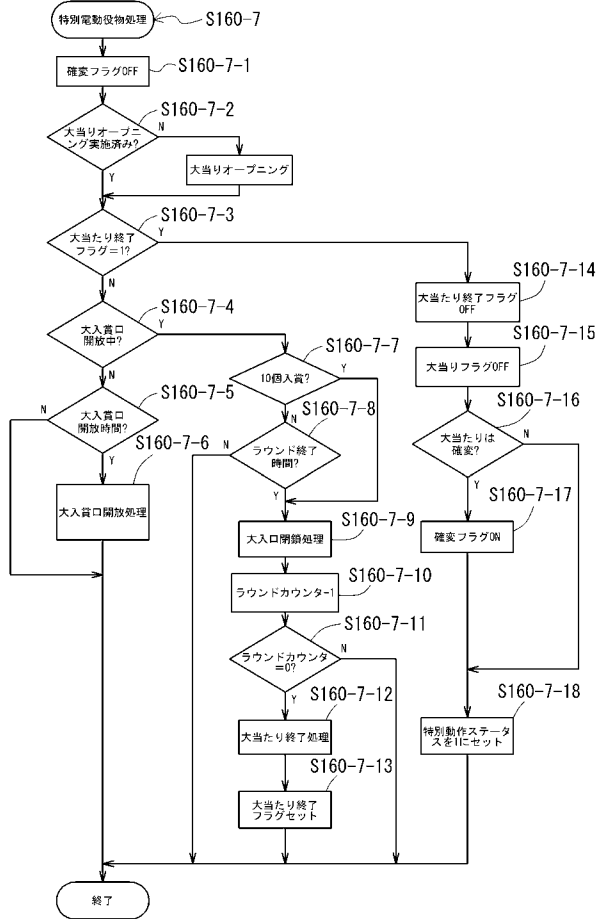 特別電動役物処理
S160-7
確変フラグOFF
S160-7-1
S160-7-2
大当りオープニ
ング実施済み?
N
大当りオープニング
Y
S160-7-3
大当たり終了
フラグ=1?
Y
N
S160-7-4
大入賞口
開放中?
Y
N
S160-7-5
大入賞口
開放時間?
N
Y
S160-7-6
大入賞口開放処理
S160-7-7
10個入賞?
Y
N
S160-7-8
ラウンド終了
時間?
N
Y
S160-7-9
大入口閉鎖処理
S160-7-10
ラウンドカウンター1
S160-7-11
ラウンドカウンタ
=0?
N
Y
S160-7-12
大当たり終了処理
S160-7-13
大当たり終了
フラグセット
S160-7-14
大当たり終了フラグ
OFF
S160-7-15
大当りフラグOFF
S160-7-16
大当たりは
確変?
N
Y
S160-7-17
確変フラグON
S160-7-18
特別動作ステータ
スを1にセット
終了